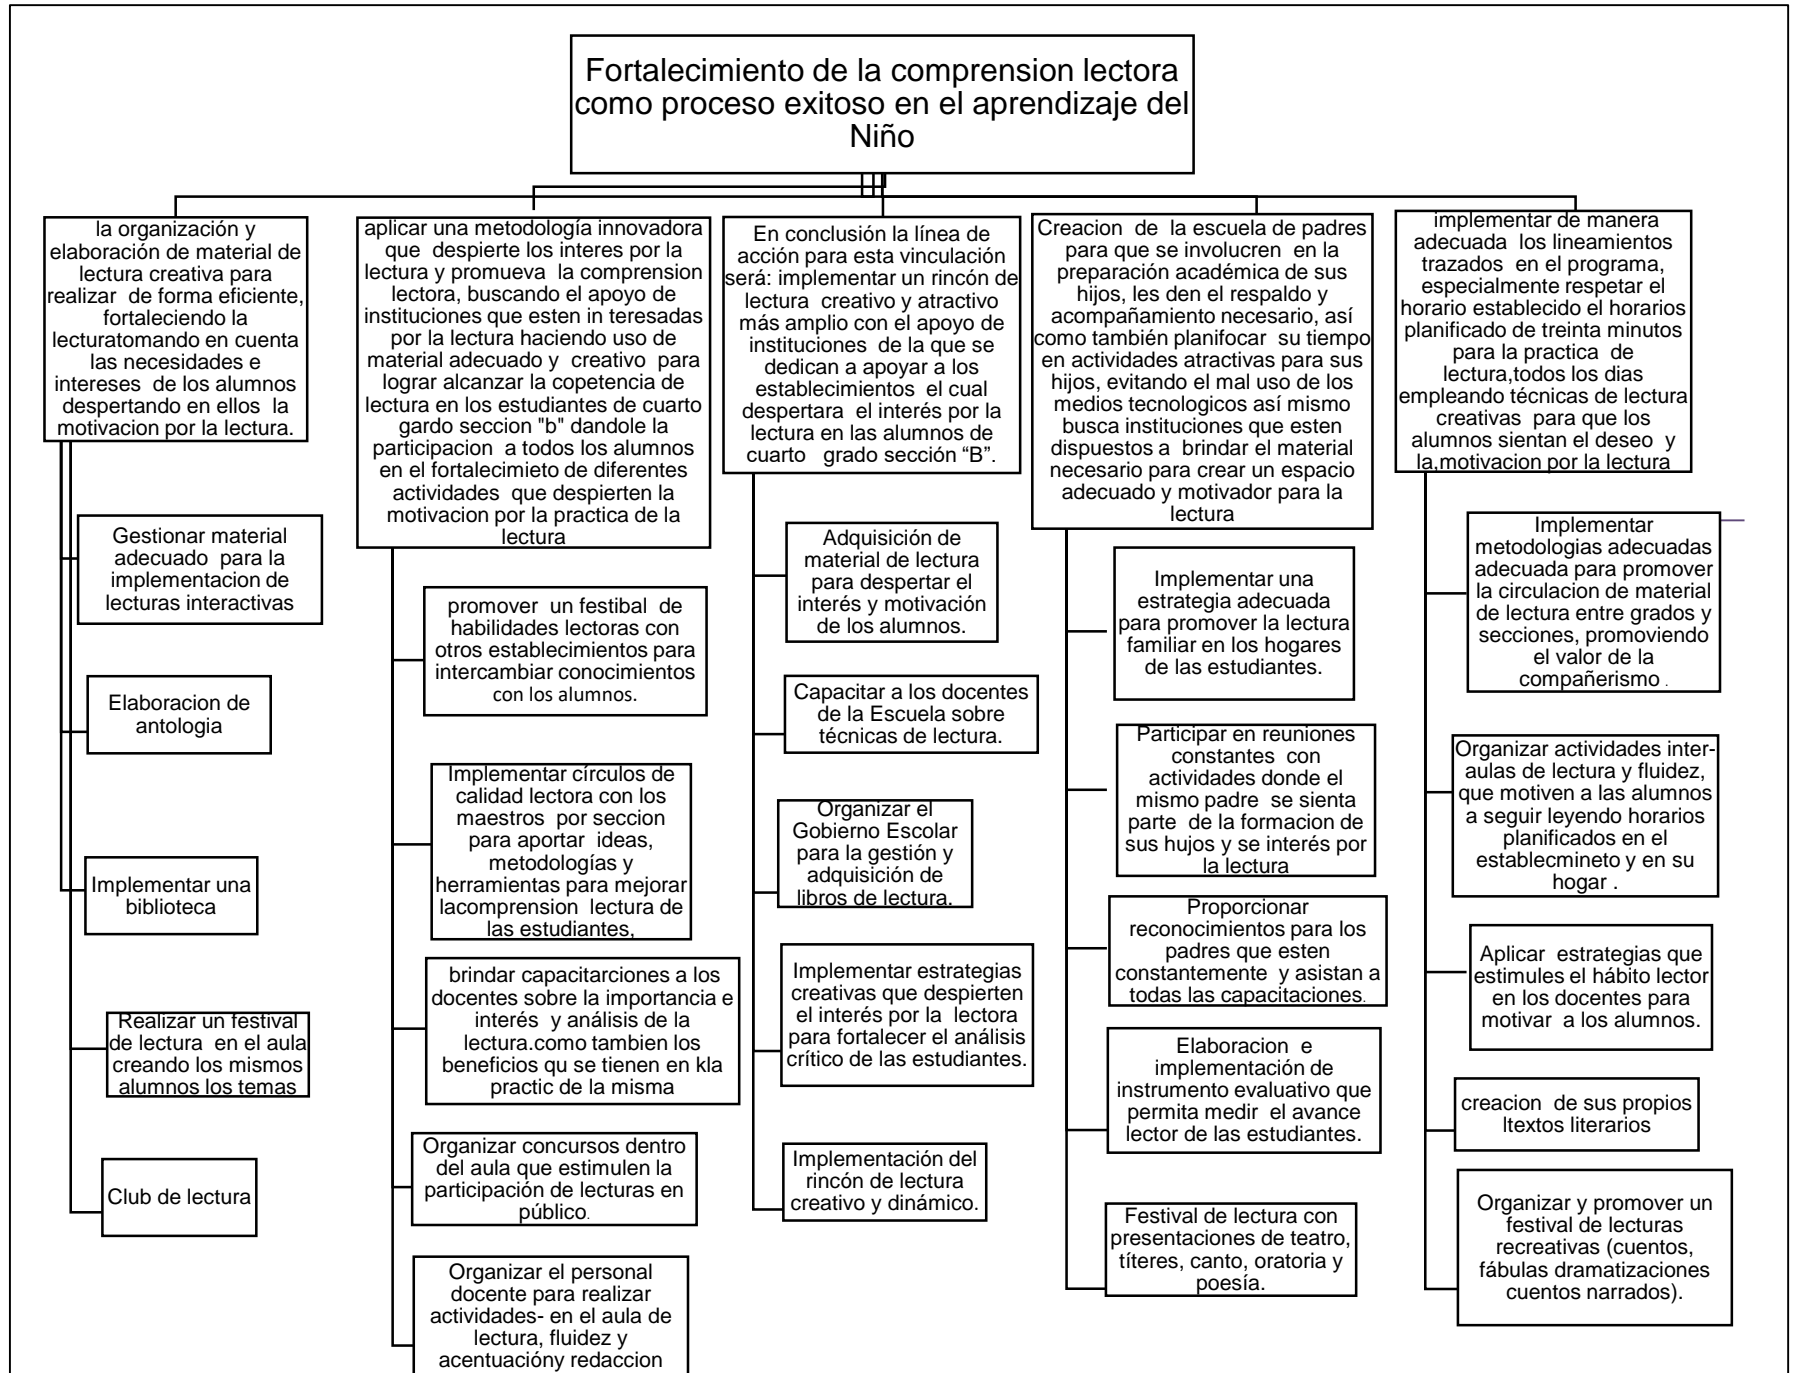 Fortalecimiento de la comprension lectora
como proceso exitoso en el aprendizaje del
Niño
la organización y
elaboración de material de
lectura creativa para
realizar de forma eficiente,
fortaleciendo la
lecturatomando en cuenta
las necesidades e
intereses de los alumnos
despertando en ellos la
motivacion por la lectura.
Gestionar material
adecuado para la
implementacion de
lecturas interactivas
Elaboracion de
antologia
Implementar una
biblioteca
Realizar un festival
de lectura en el aula
creando los mismos
alumnos los temas
Club de lectura
aplicar una metodología innovadora
que despierte los interes por la
lectura y promueva la comprension
lectora, buscando el apoyo de
instituciones que esten in teresadas
por la lectura haciendo uso de
material adecuado y creativo para
lograr alcanzar la copetencia de
lectura en los estudiantes de cuarto
gardo seccion "b" dandole la
participacion a todos los alumnos
en el fortalecimieto de diferentes
actividades que despierten la
motivacion por la practica de la
lectura
promover un festibal de
habilidades lectoras con
otros establecimientos para
intercambiar conocimientos
con los alumnos.
Implementar círculos de
calidad lectora con los
maestros por seccion
para aportar ideas,
metodologías y
herramientas para mejorar
lacomprension lectura de
las estudiantes,
brindar capacitarciones a los
docentes sobre la importancia e
interés y análisis de la
lectura.como tambien los
beneficios qu se tienen en kla
practic de la misma
Organizar concursos dentro
del aula que estimulen la
participación de lecturas en
público.
Organizar el personal
docente para realizar
actividades- en el aula de
lectura, fluidez y
acentuacióny redaccion
En conclusión la línea de
acción para esta vinculación
será: implementar un rincón de
lectura creativo y atractivo
más amplio con el apoyo de
instituciones de la que se
dedican a apoyar a los
establecimientos el cual
despertara el interés por la
lectura en las alumnos de
cuarto grado sección “B”.
Adquisición de
material de lectura
para despertar el
interés y motivación
de los alumnos.
Capacitar a los docentes
de la Escuela sobre
técnicas de lectura.
Organizar el
Gobierno Escolar
para la gestión y
adquisición de
libros de lectura.
Implementar estrategias
creativas que despierten
el interés por la lectora
para fortalecer el análisis
crítico de las estudiantes.
Implementación del
rincón de lectura
creativo y dinámico.
Creacion de la escuela de padres
para que se involucren en la
preparación académica de sus
hijos, les den el respaldo y
acompañamiento necesario, así
como también planifocar su tiempo
en actividades atractivas para sus
hijos, evitando el mal uso de los
medios tecnologicos así mismo
busca instituciones que esten
dispuestos a brindar el material
necesario para crear un espacio
adecuado y motivador para la
lectura
Implementar una
estrategia adecuada
para promover la lectura
familiar en los hogares
de las estudiantes.
Participar en reuniones
constantes con
actividades donde el
mismo padre se sienta
parte de la formacion de
sus hujos y se interés por
la lectura
Proporcionar
reconocimientos para los
padres que esten
constantemente y asistan a
todas las capacitaciones.
Elaboracion e
implementación de
instrumento evaluativo que
permita medir el avance
lector de las estudiantes.
Festival de lectura con
presentaciones de teatro,
títeres, canto, oratoria y
poesía.
implementar de manera
adecuada los lineamientos
trazados en el programa,
especialmente respetar el
horario establecido el horarios
planificado de treinta minutos
para la practica de
lectura,todos los dias
empleando técnicas de lectura
creativas para que los
alumnos sientan el deseo y
la,motivacion por la lectura
Implementar
metodologias adecuadas
adecuada para promover
la circulacion de material
de lectura entre grados y
secciones, promoviendo
el valor de la
compañerismo .
Organizar actividades inter-
aulas de lectura y fluidez,
que motiven a las alumnos
a seguir leyendo horarios
planificados en el
establecmineto y en su
hogar .
Aplicar estrategias que
estimules el hábito lector
en los docentes para
motivar a los alumnos.
creacion de sus propios
ltextos literarios
Organizar y promover un
festival de lecturas
recreativas (cuentos,
fábulas dramatizaciones
cuentos narrados).